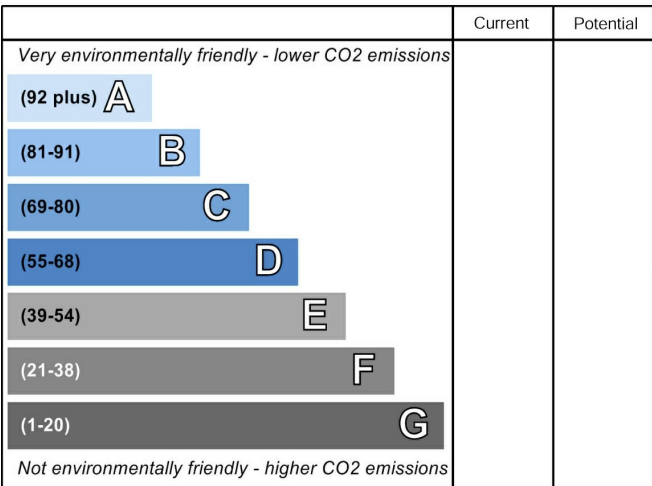 Current Potential
Very environmentally friendly - lower CO2 emissions
(92 plus) A
(81-91) B
(69-80) C
(55-68) D
(39-54) E
(21-38) F
(1-20) G
Not environmentally friendly - higher CO2 emissions